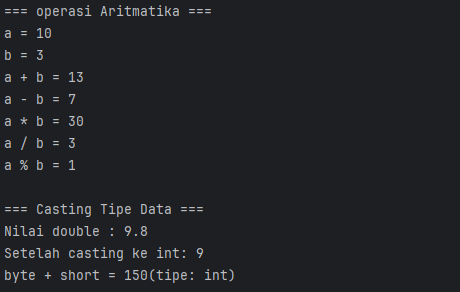 === operasi Aritmatika ===
a = 10
b = 3
a + b = 13
a - b = 7
a * b = 30
a / b = 3
a % b = 1
=== Casting Tipe Data ===
Nilai double : 9.8
Setelah casting ke int: 9
byte + short = 150(tipe: int)